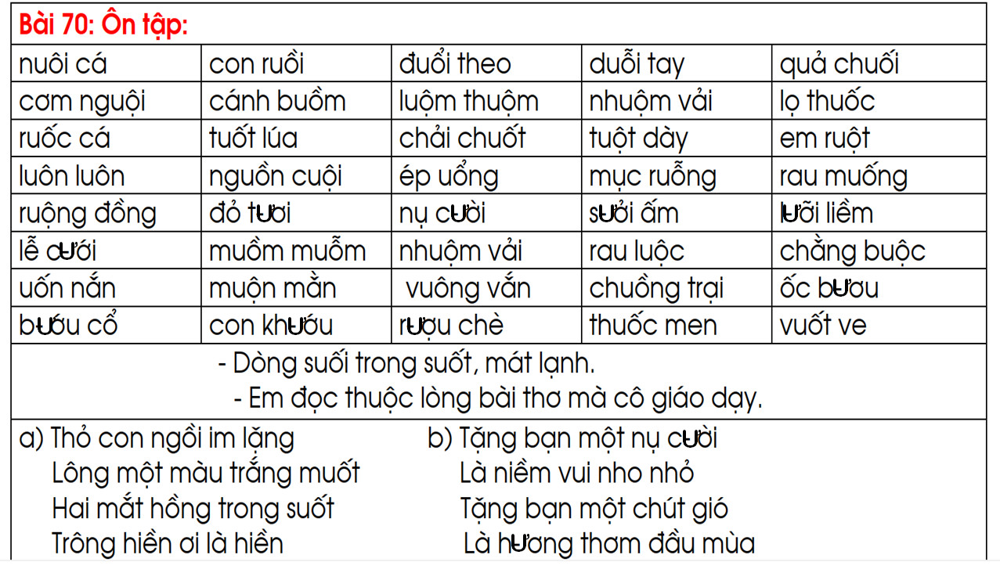 Bài 70: Ôn tập:
nuôi cá con ruồi đuổi theo duỗi tay quả chuối
cơm nguội cánh buồm luộm thuộm nhuộm vải lọ thuốc
ruốc cá tuốt lúa chải chuốt tuột dày em ruột
luôn luôn nguồn cuội ép uổng mục ruỗng rau muống
ruộng đồng đỏ tươi nụ cười sưởi ấm lưỡi liềm
lễ cưới muồm muỗm nhuộm vải rau luộc chằng buộc
uốn nắn muộn mằn vuông vắn chuồng trại ốc bươu
bướu cổ con khướu rượu chè thuốc men vuốt ve
- Dòng suối trong suốt, mát lạnh.
- Em đọc thuộc lòng bài thơ mà cô giáo dạy.
a) Thỏ con ngồi im lặng
Lông một màu trắng muốt
Hai mắt hồng trong suốt
Trông hiền ơi là hiền
b) Tặng bạn một nụ cười
Là niềm vui nho nhỏ
Tặng bạn một chút gió
Là hương thơm đầu mùa